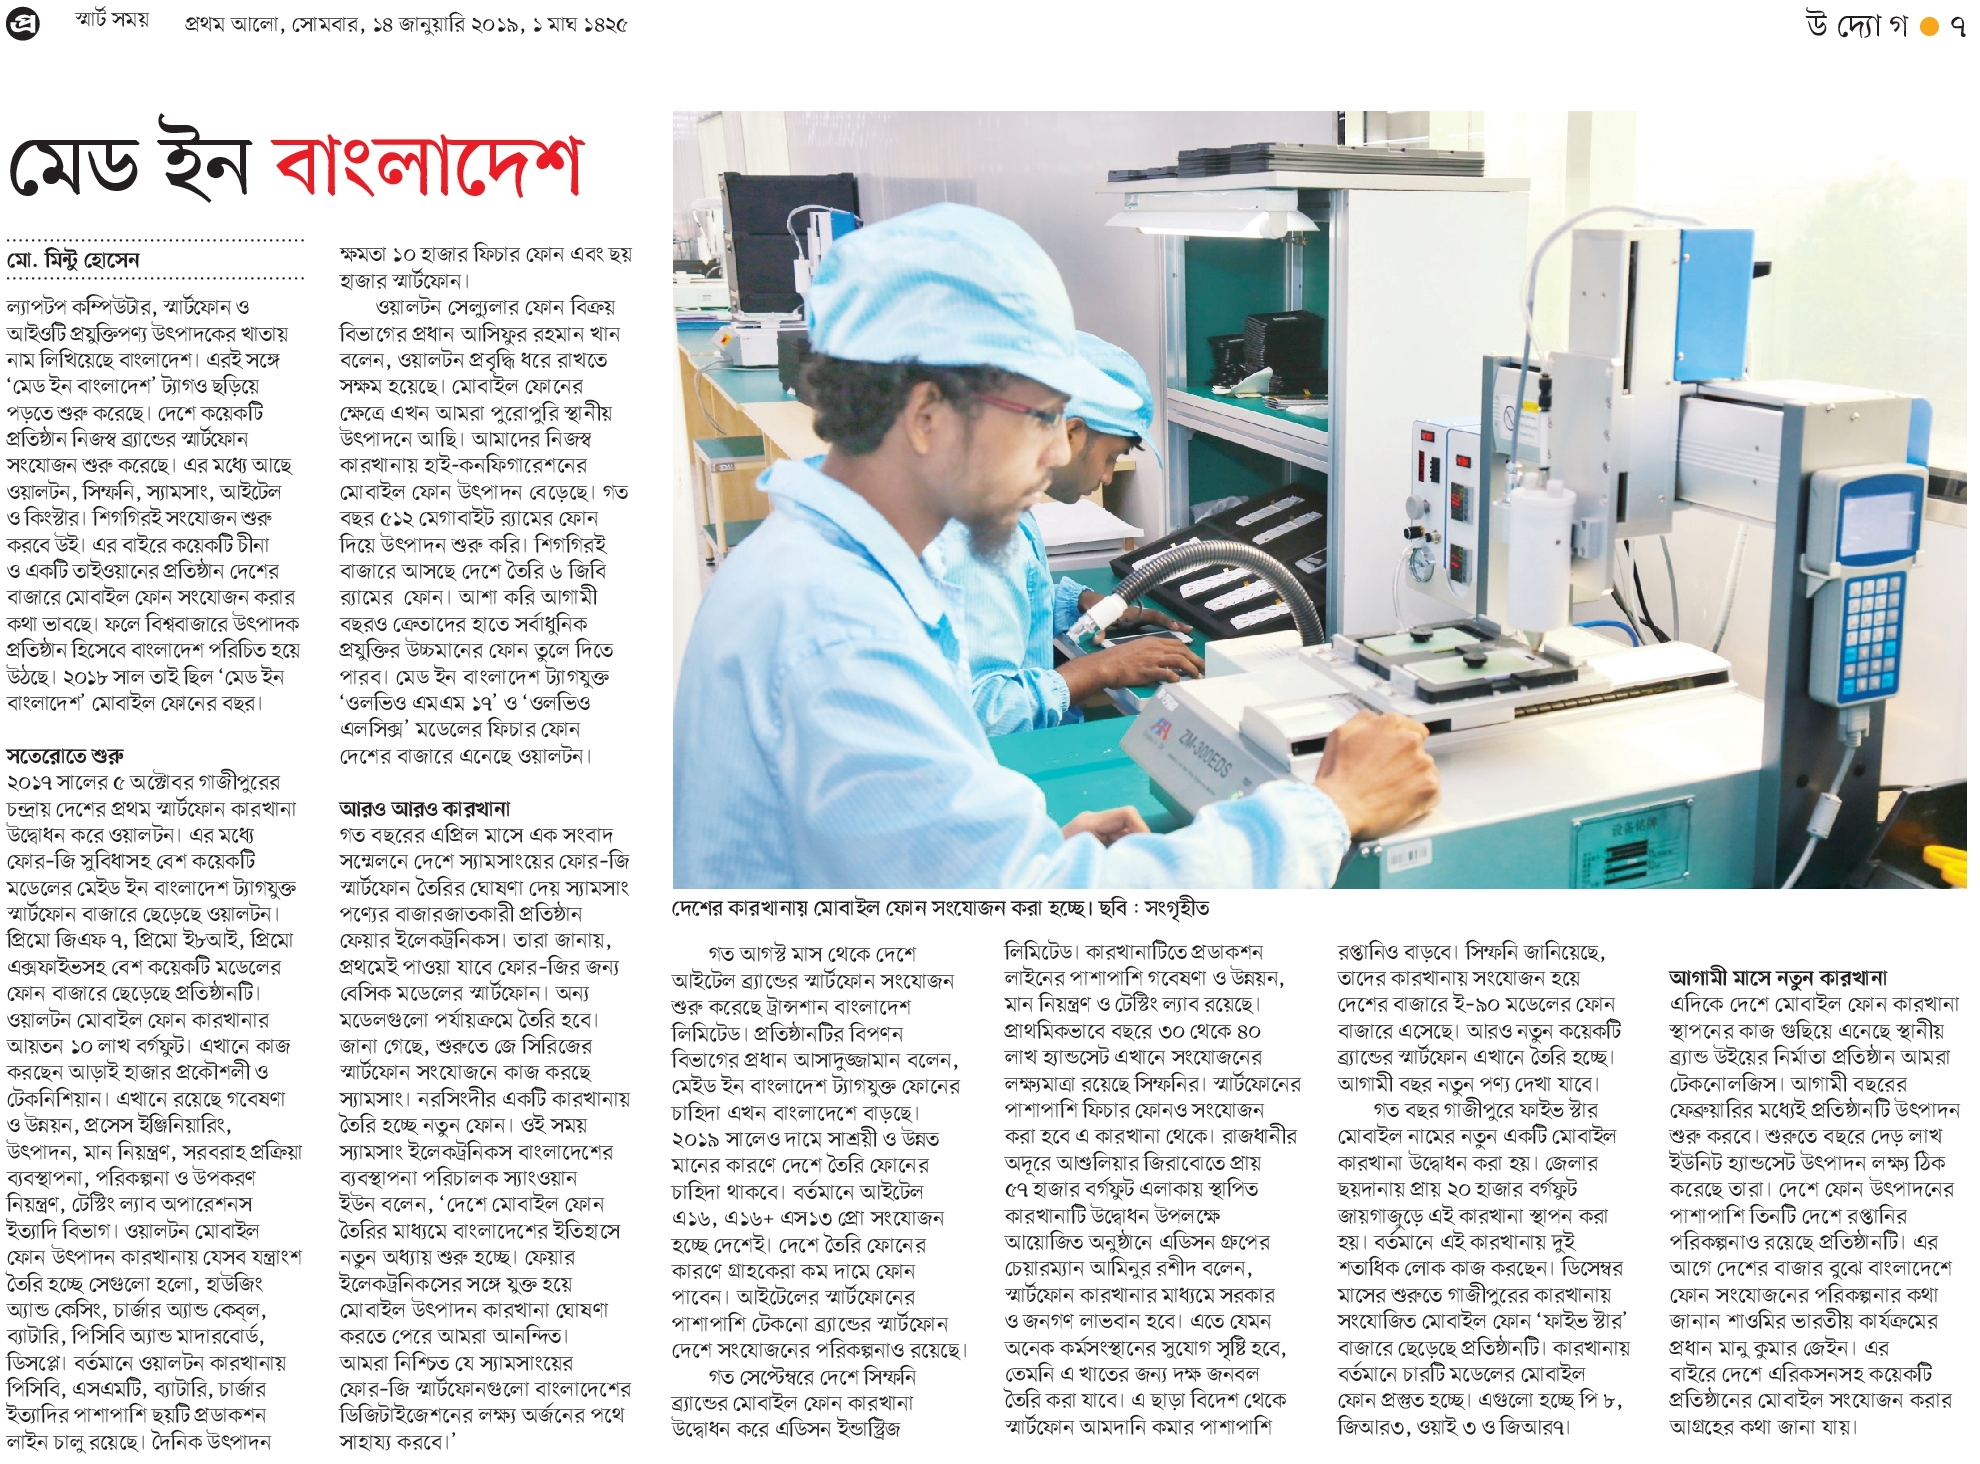 প্র
স্মার্ট সময়
প্রথম আলো, সোমবার, ১৪ জানুয়ারি ২০১৯, ১ মাঘ ১৪২৫
উ দ্যো গ ● ৭
মেড ইন বাংলাদেশ
মো. মিন্টু হোসেন
ল্যাপটপ কম্পিউটার, স্মার্টফোন ও
আইওটি প্রযুক্তিপণ্য উৎপাদকের খাতায়
নাম লিখিয়েছে বাংলাদেশ। এরই সঙ্গে
‘মেড ইন বাংলাদেশ’ ট্যাগও ছড়িয়ে
পড়তে শুরু করেছে। দেশে কয়েকটি
প্রতিষ্ঠান নিজস্ব ব্র্যান্ডের স্মার্টফোন
সংযোজন শুরু করেছে। এর মধ্যে আছে
ওয়ালটন, সিম্ফনি, স্যামসাং, আইটেল
ও কিংস্টার। শিগগিরই সংযোজন শুরু
করবে উই। এর বাইরে কয়েকটি চীনা
ও একটি তাইওয়ানের প্রতিষ্ঠান দেশের
বাজারে মোবাইল ফোন সংযোজন করার
কথা ভাবছে। ফলে বিশ্ববাজারে উৎপাদক
প্রতিষ্ঠান হিসেবে বাংলাদেশ পরিচিত হয়ে
উঠছে। ২০১৮ সাল তাই ছিল ‘মেড ইন
বাংলাদেশ’ মোবাইল ফোনের বছর।
সতেরোতে শুরু
২০১৭ সালের ৫ অক্টোবর গাজীপুরের
চন্দ্রায় দেশের প্রথম স্মার্টফোন কারখানা
উদ্বোধন করে ওয়ালটন। এর মধ্যে
ফোর-জি সুবিধাসহ বেশ কয়েকটি
মডেলের মেইড ইন বাংলাদেশ ট্যাগযুক্ত
স্মার্টফোন বাজারে ছেড়েছে ওয়ালটন।
প্রিমো জিএফ ৭, প্রিমো ই৮আই, প্রিমো
এক্সফাইভসহ বেশ কয়েকটি মডেলের
ফোন বাজারে ছেড়েছে প্রতিষ্ঠানটি।
ওয়ালটন মোবাইল ফোন কারখানার
আয়তন ১০ লাখ বর্গফুট। এখানে কাজ
করছেন আড়াই হাজার প্রকৌশলী ও
টেকনিশিয়ান। এখানে রয়েছে গবেষণা
ও উন্নয়ন, প্রসেস ইঞ্জিনিয়ারিং,
উৎপাদন, মান নিয়ন্ত্রণ, সরবরাহ প্রক্রিয়া
ব্যবস্থাপনা, পরিকল্পনা ও উপকরণ
নিয়ন্ত্রণ, টেস্টিং ল্যাব অপারেশনস
ইত্যাদি বিভাগ। ওয়ালটন মোবাইল
ফোন উৎপাদন কারখানায় যেসব যন্ত্রাংশ
তৈরি হচ্ছে সেগুলো হলো, হাউজিং
অ্যান্ড কেসিং, চার্জার অ্যান্ড কেব্‌ল,
ব্যাটারি, পিসিবি অ্যান্ড মাদারবোর্ড,
ডিসপ্লে। বর্তমানে ওয়ালটন কারখানায়
পিসিবি, এসএমটি, ব্যাটারি, চার্জার
ইত্যাদির পাশাপাশি ছয়টি প্রডাকশন
লাইন চালু রয়েছে। দৈনিক উৎপাদন
ক্ষমতা ১০ হাজার ফিচার ফোন এবং ছয়
হাজার স্মার্টফোন।
ওয়ালটন সেল্যুলার ফোন বিক্রয়
বিভাগের প্রধান আসিফুর রহমান খান
বলেন, ওয়ালটন প্রবৃদ্ধি ধরে রাখতে
সক্ষম হয়েছে। মোবাইল ফোনের
ক্ষেত্রে এখন আমরা পুরোপুরি স্থানীয়
উৎপাদনে আছি। আমাদের নিজস্ব
কারখানায় হাই-কনফিগারেশনের
মোবাইল ফোন উৎপাদন বেড়েছে। গত
বছর ৫১২ মেগাবাইট র‍্যামের ফোন
দিয়ে উৎপাদন শুরু করি। শিগগিরই
বাজারে আসছে দেশে তৈরি ৬ জিবি
র‍্যামের ফোন। আশা করি আগামী
বছরও ক্রেতাদের হাতে সর্বাধুনিক
প্রযুক্তির উচ্চমানের ফোন তুলে দিতে
পারব। মেড ইন বাংলাদেশ ট্যাগযুক্ত
‘ওলভিও এমএম ১৭’ ও ‘ওলভিও
এলসিক্স’ মডেলের ফিচার ফোন
দেশের বাজারে এনেছে ওয়ালটন।
আরও আরও কারখানা
গত বছরের এপ্রিল মাসে এক সংবাদ
সম্মেলনে দেশে স্যামসাংয়ের ফোর-জি
স্মার্টফোন তৈরির ঘোষণা দেয় স্যামসাং
পণ্যের বাজারজাতকারী প্রতিষ্ঠান
ফেয়ার ইলেকট্রনিকস। তারা জানায়,
প্রথমেই পাওয়া যাবে ফোর-জির জন্য
বেসিক মডেলের স্মার্টফোন। অন্য
মডেলগুলো পর্যায়ক্রমে তৈরি হবে।
জানা গেছে, শুরুতে জে সিরিজের
স্মার্টফোন সংযোজনে কাজ করছে
স্যামসাং। নরসিংদীর একটি কারখানায়
তৈরি হচ্ছে নতুন ফোন। ওই সময়
স্যামসাং ইলেকট্রনিকস বাংলাদেশের
ব্যবস্থাপনা পরিচালক স্যাংওয়ান
ইউন বলেন, ‘দেশে মোবাইল ফোন
তৈরির মাধ্যমে বাংলাদেশের ইতিহাসে
নতুন অধ্যায় শুরু হচ্ছে। ফেয়ার
ইলেকট্রনিকসের সঙ্গে যুক্ত হয়ে
মোবাইল উৎপাদন কারখানা ঘোষণা
করতে পেরে আমরা আনন্দিত।
আমরা নিশ্চিত যে স্যামসাংয়ের
ফোর-জি স্মার্টফোনগুলো বাংলাদেশের
ডিজিটাইজেশনের লক্ষ্য অর্জনের পথে
সাহায্য করবে।’
ZM-300EDS
设备铭牌
দেশের কারখানায় মোবাইল ফোন সংযোজন করা হচ্ছে। ছবি : সংগৃহীত
গত আগস্ট মাস থেকে দেশে
আইটেল ব্র্যান্ডের স্মার্টফোন সংযোজন
শুরু করেছে ট্রান্সশান বাংলাদেশ
লিমিটেড। প্রতিষ্ঠানটির বিপণন
বিভাগের প্রধান আসাদুজ্জামান বলেন,
মেইড ইন বাংলাদেশ ট্যাগযুক্ত ফোনের
চাহিদা এখন বাংলাদেশে বাড়ছে।
২০১৯ সালেও দামে সাশ্রয়ী ও উন্নত
মানের কারণে দেশে তৈরি ফোনের
চাহিদা থাকবে। বর্তমানে আইটেল
এ১৬, এ১৬+ এস১৩ প্রো সংযোজন
হচ্ছে দেশেই। দেশে তৈরি ফোনের
কারণে গ্রাহকেরা কম দামে ফোন
পাবেন। আইটেলের স্মার্টফোনের
পাশাপাশি টেকনো ব্র্যান্ডের স্মার্টফোন
দেশে সংযোজনের পরিকল্পনাও রয়েছে।
গত সেপ্টেম্বরে দেশে সিম্ফনি
ব্র্যান্ডের মোবাইল ফোন কারখানা
উদ্বোধন করে এডিসন ইন্ডাস্ট্রিজ
লিমিটেড। কারখানাটিতে প্রডাকশন
লাইনের পাশাপাশি গবেষণা ও উন্নয়ন,
মান নিয়ন্ত্রণ ও টেস্টিং ল্যাব রয়েছে।
প্রাথমিকভাবে বছরে ৩০ থেকে ৪০
লাখ হ্যান্ডসেট এখানে সংযোজনের
লক্ষ্যমাত্রা রয়েছে সিম্ফনির। স্মার্টফোনের
পাশাপাশি ফিচার ফোনও সংযোজন
করা হবে এ কারখানা থেকে। রাজধানীর
অদূরে আশুলিয়ার জিরাবোতে প্রায়
৫৭ হাজার বর্গফুট এলাকায় স্থাপিত
কারখানাটি উদ্বোধন উপলক্ষে
আয়োজিত অনুষ্ঠানে এডিসন গ্রুপের
চেয়ারম্যান আমিনুর রশীদ বলেন,
স্মার্টফোন কারখানার মাধ্যমে সরকার
ও জনগণ লাভবান হবে। এতে যেমন
অনেক কর্মসংস্থানের সুযোগ সৃষ্টি হবে,
তেমনি এ খাতের জন্য দক্ষ জনবল
তৈরি করা যাবে। এ ছাড়া বিদেশ থেকে
স্মার্টফোন আমদানি কমার পাশাপাশি
রপ্তানিও বাড়বে। সিম্ফনি জানিয়েছে,
তাদের কারখানায় সংযোজন হয়ে
দেশের বাজারে ই-৯০ মডেলের ফোন
বাজারে এসেছে। আরও নতুন কয়েকটি
ব্র্যান্ডের স্মার্টফোন এখানে তৈরি হচ্ছে।
আগামী বছর নতুন পণ্য দেখা যাবে।
গত বছর গাজীপুরে ফাইভ স্টার
মোবাইল নামের নতুন একটি মোবাইল
কারখানা উদ্বোধন করা হয়। জেলার
ছয়দানায় প্রায় ২০ হাজার বর্গফুট
জায়গাজুড়ে এই কারখানা স্থাপন করা
হয়। বর্তমানে এই কারখানায় দুই
শতাধিক লোক কাজ করছেন। ডিসেম্বর
মাসের শুরুতে গাজীপুরের কারখানায়
সংযোজিত মোবাইল ফোন ‘ফাইভ স্টার’
বাজারে ছেড়েছে প্রতিষ্ঠানটি। কারখানায়
বর্তমানে চারটি মডেলের মোবাইল
ফোন প্রস্তুত হচ্ছে। এগুলো হচ্ছে পি ৮,
জিআর৩, ওয়াই ৩ ও জিআর৭।
আগামী মাসে নতুন কারখানা
এদিকে দেশে মোবাইল ফোন কারখানা
স্থাপনের কাজ গুছিয়ে এনেছে স্থানীয়
ব্র্যান্ড উইয়ের নির্মাতা প্রতিষ্ঠান আমরা
টেকনোলজিস। আগামী বছরের
ফেব্রুয়ারির মধ্যেই প্রতিষ্ঠানটি উৎপাদন
শুরু করবে। শুরুতে বছরে দেড় লাখ
ইউনিট হ্যান্ডসেট উৎপাদন লক্ষ্য ঠিক
করেছে তারা। দেশে ফোন উৎপাদনের
পাশাপাশি তিনটি দেশে রপ্তানির
পরিকল্পনাও রয়েছে প্রতিষ্ঠানটি। এর
আগে দেশের বাজার বুঝে বাংলাদেশে
ফোন সংযোজনের পরিকল্পনার কথা
জানান শাওমির ভারতীয় কার্যক্রমের
প্রধান মানু কুমার জেইন। এর
বাইরে দেশে এরিকসনসহ কয়েকটি
প্রতিষ্ঠানের মোবাইল সংযোজন করার
আগ্রহের কথা জানা যায়।